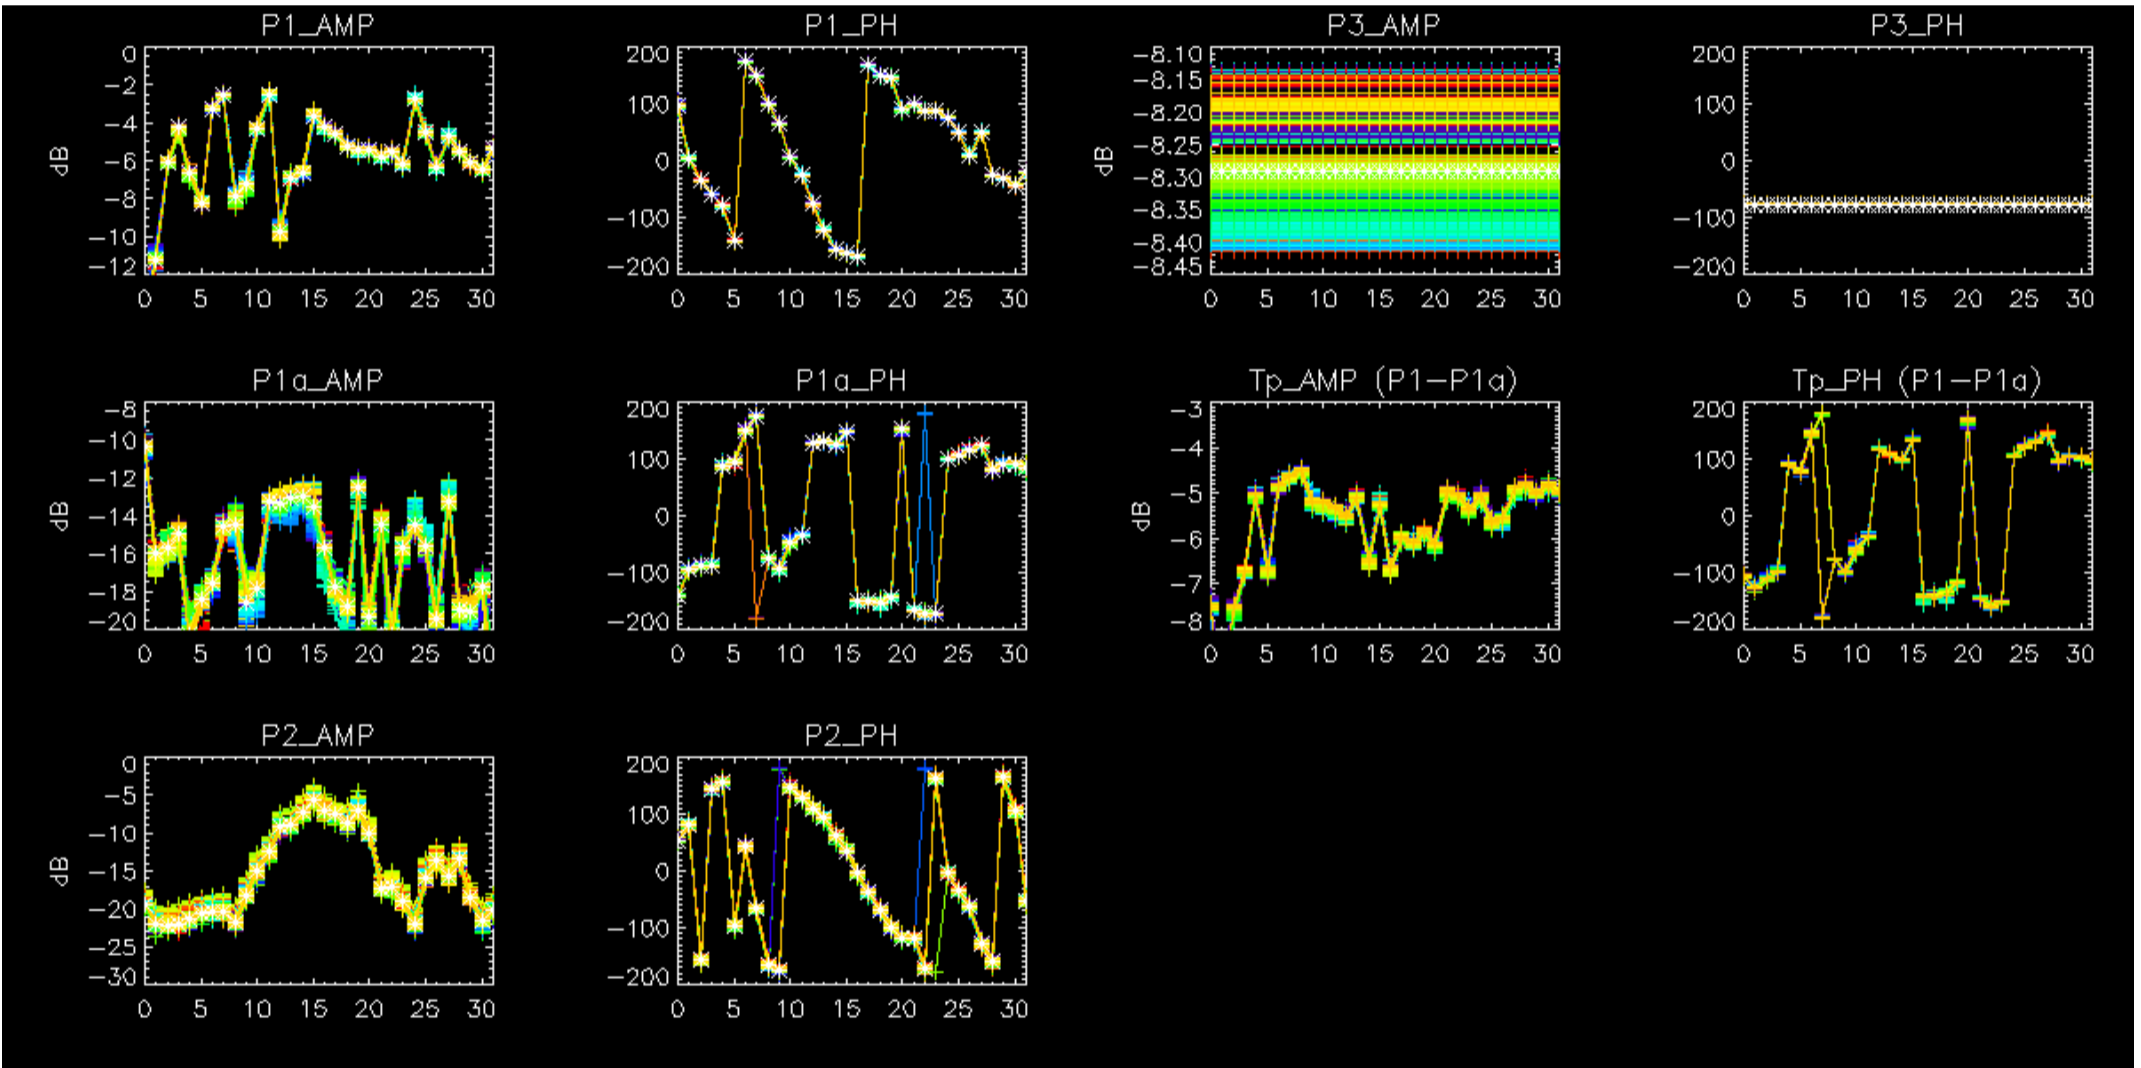 P1_AMP
0
−2
−4
−6
−8
−10
−12
dB
0 5 10 15 20 25 30
P1_PH
200
100
0
−100
−200
0 5 10 15 20 25 30
P3_AMP
−8.10
−8.15
−8.20
−8.25
−8.30
−8.35
−8.40
−8.45
dB
0 5 10 15 20 25 30
P3_PH
200
100
0
−100
−200
0 5 10 15 20 25 30
P1a_AMP
−8
−10
−12
−14
−16
−18
−20
dB
0 5 10 15 20 25 30
P1a_PH
200
100
0
−100
−200
0 5 10 15 20 25 30
Tp_AMP (P1−P1a)
−3
−4
−5
−6
−7
−8
dB
0 5 10 15 20 25 30
Tp_PH (P1−P1a)
200
100
0
−100
−200
0 5 10 15 20 25 30
P2_AMP
0
−5
−10
−15
−20
−25
−30
dB
0 5 10 15 20 25 30
P2_PH
200
100
0
−100
−200
0 5 10 15 20 25 30